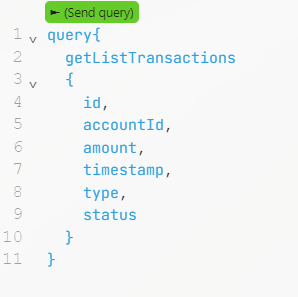 ► (Send query)
1 query{
2 getListTransactions
3 {
4 id,
5 accountId,
6 amount,
7 timestamp,
8 type,
9 status
10 }
11 }